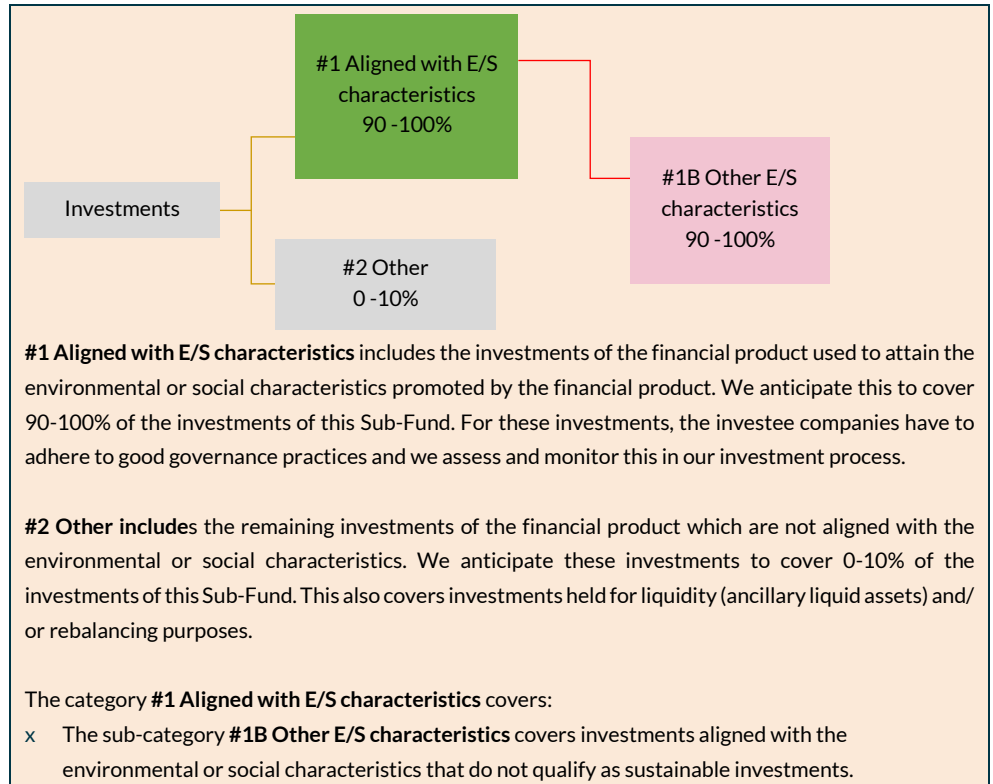 #1 Aligned with E/S
characteristics
90 -100%
Investments
#1B Other E/S
characteristics
90 -100%
#2 Other
0 -10%
#1 Aligned with E/S characteristics includes the investments of the financial product used to attain the
environmental or social characteristics promoted by the financial product. We anticipate this to cover
90-100% of the investments of this Sub-Fund. For these investments, the investee companies have to
adhere to good governance practices and we assess and monitor this in our investment process.
#2 Other includes the remaining investments of the financial product which are not aligned with the
environmental or social characteristics. We anticipate these investments to cover 0-10% of the
investments of this Sub-Fund. This also covers investments held for liquidity (ancillary liquid assets) and/
or rebalancing purposes.
The category #1 Aligned with E/S characteristics covers:
x The sub-category #1B Other E/S characteristics covers investments aligned with the
environmental or social characteristics that do not qualify as sustainable investments.